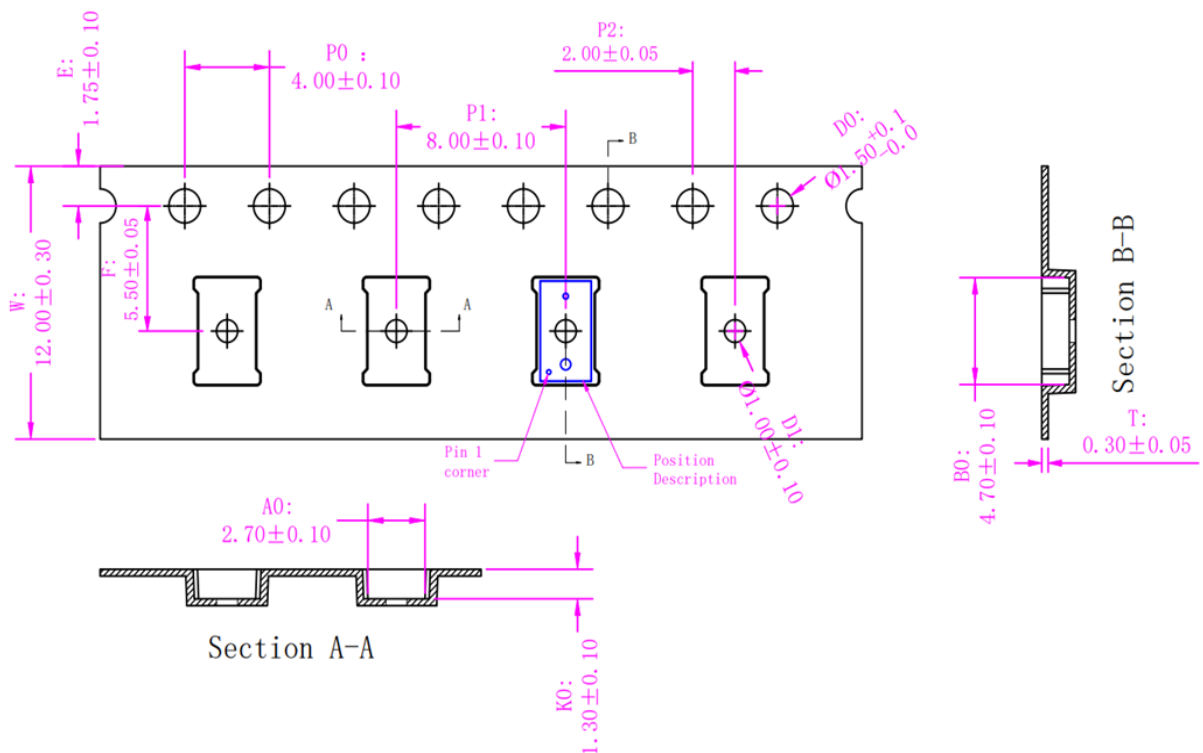 E:
1.75±0.10
P0 :
4.00±0.10
P1:
8.00±0.10
P2:
2.00±0.05
D0:
Ø1.50+0.1-0.0
B
W:
12.00±0.30
F:
5.50±0.05
A
A
D1:
Ø1.00±0.10
Pin 1
corner
B
Position
Description
Section B-B
B0:
4.70±0.10
T:
0.30±0.05
A0:
2.70±0.10
Section A-A
K0:
1.30±0.10